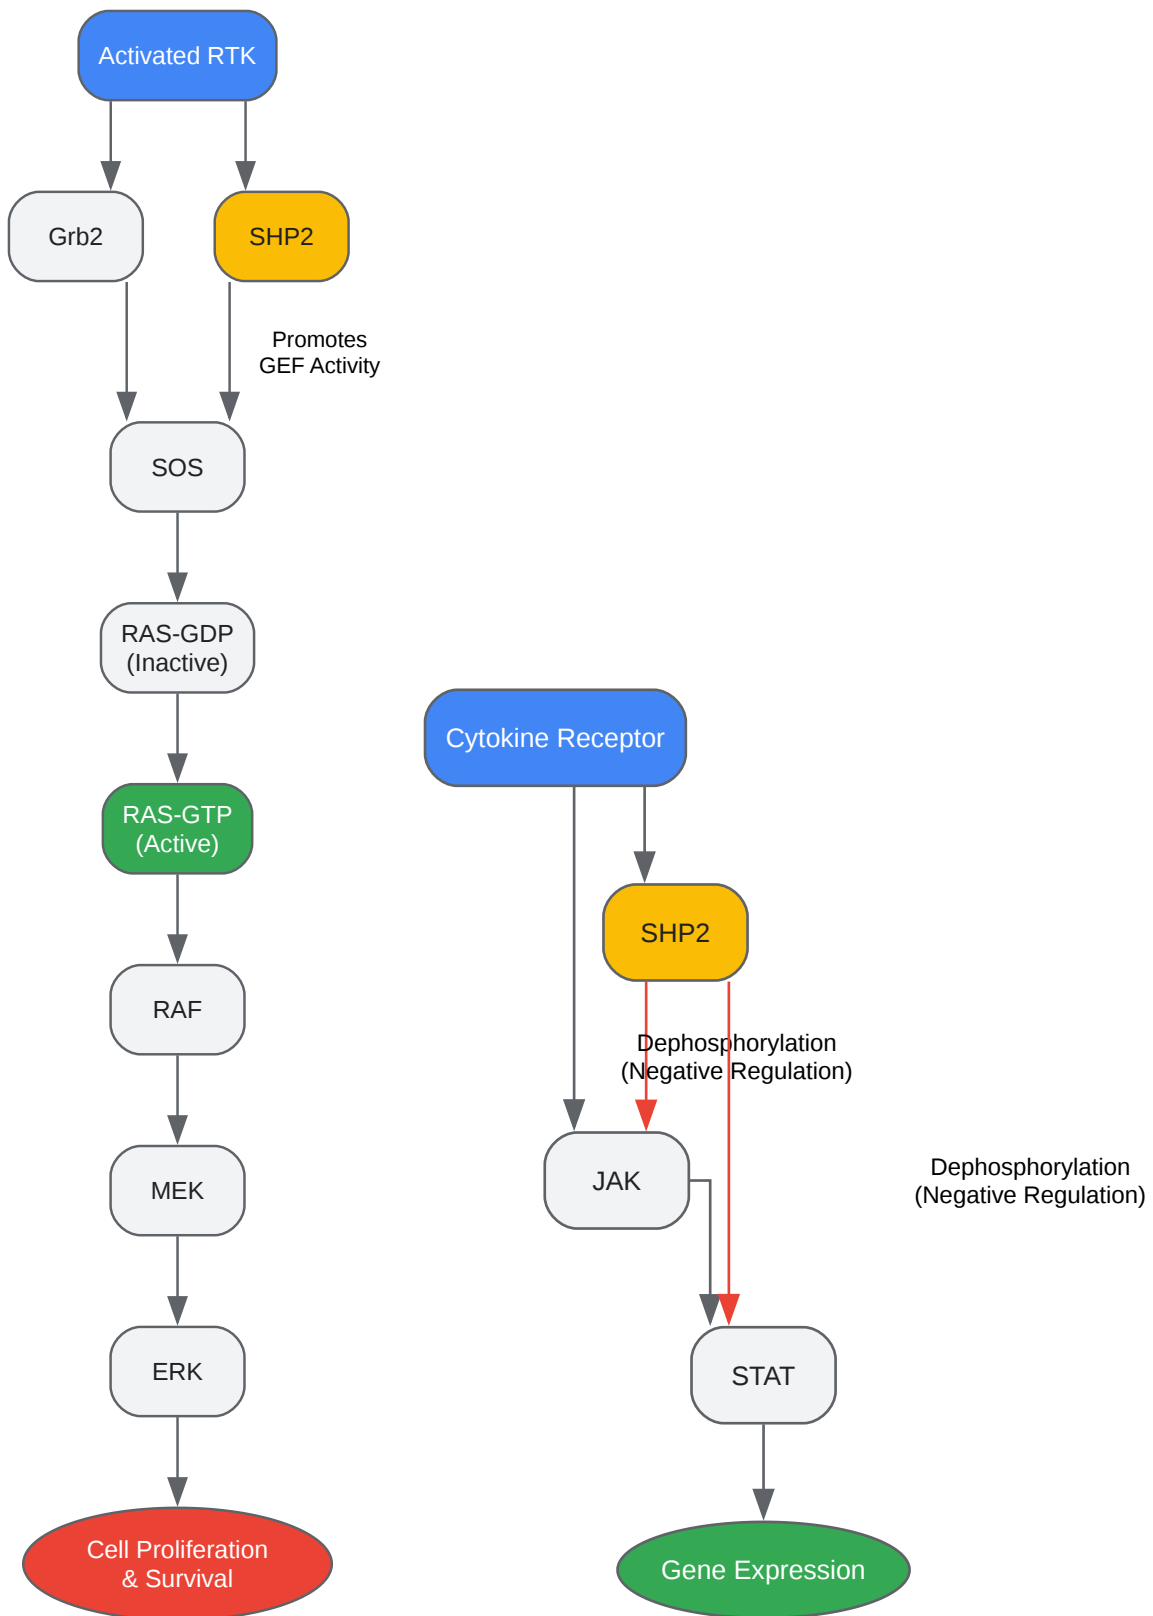 Activated RTK
Grb2
SHP2
Promotes
GEF Activity
SOS
RAS-GDP
(Inactive)
RAS-GTP
(Active)
RAF
MEK
ERK
Cell Proliferation
& Survival
Cytokine Receptor
SHP2
Dephosphorylation
(Negative Regulation)
JAK
Dephosphorylation
(Negative Regulation)
STAT
Gene Expression